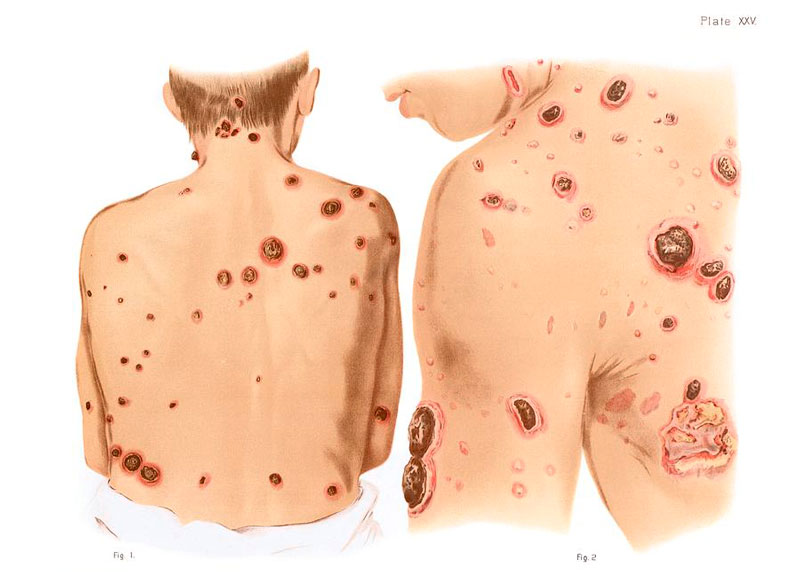 Plate XXV.
Fig. 1.
Fig. 2